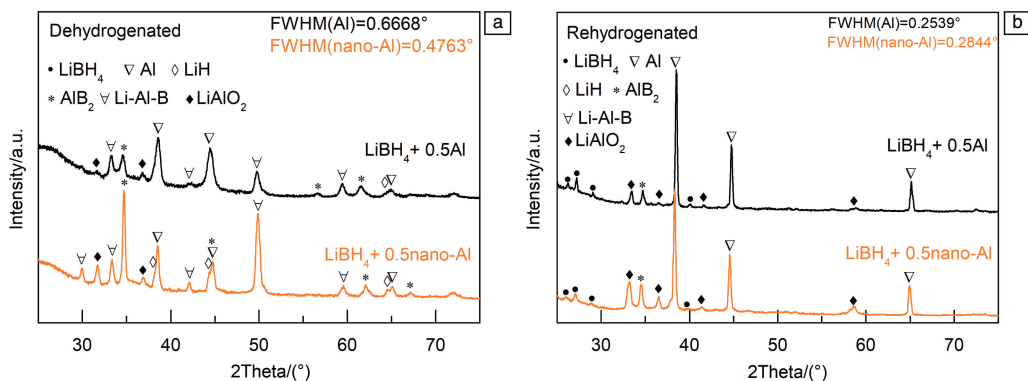 a
Dehydrogenated
FWHM(Al)=0.6668°
FWHM(nano-Al)=0.4763°
• LiBH₄ ▽ Al ◊ LiH
* AlB₂ Li-Al-B ♦ LiAlO₂
LiBH₄+ 0.5Al
LiBH₄+ 0.5nano-Al
Intensity/a.u.
30 40 50 60 70
2Theta/(°)
b
Rehydrogenated
FWHM(Al)=0.2539°
FWHM(nano-Al)=0.2844°
• LiBH₄ ▽ Al
◊ LiH * AlB₂
Li-Al-B
♦ LiAlO₂
LiBH₄+ 0.5Al
LiBH₄+ 0.5nano-Al
Intensity/a.u.
30 40 50 60 70
2Theta/(°)